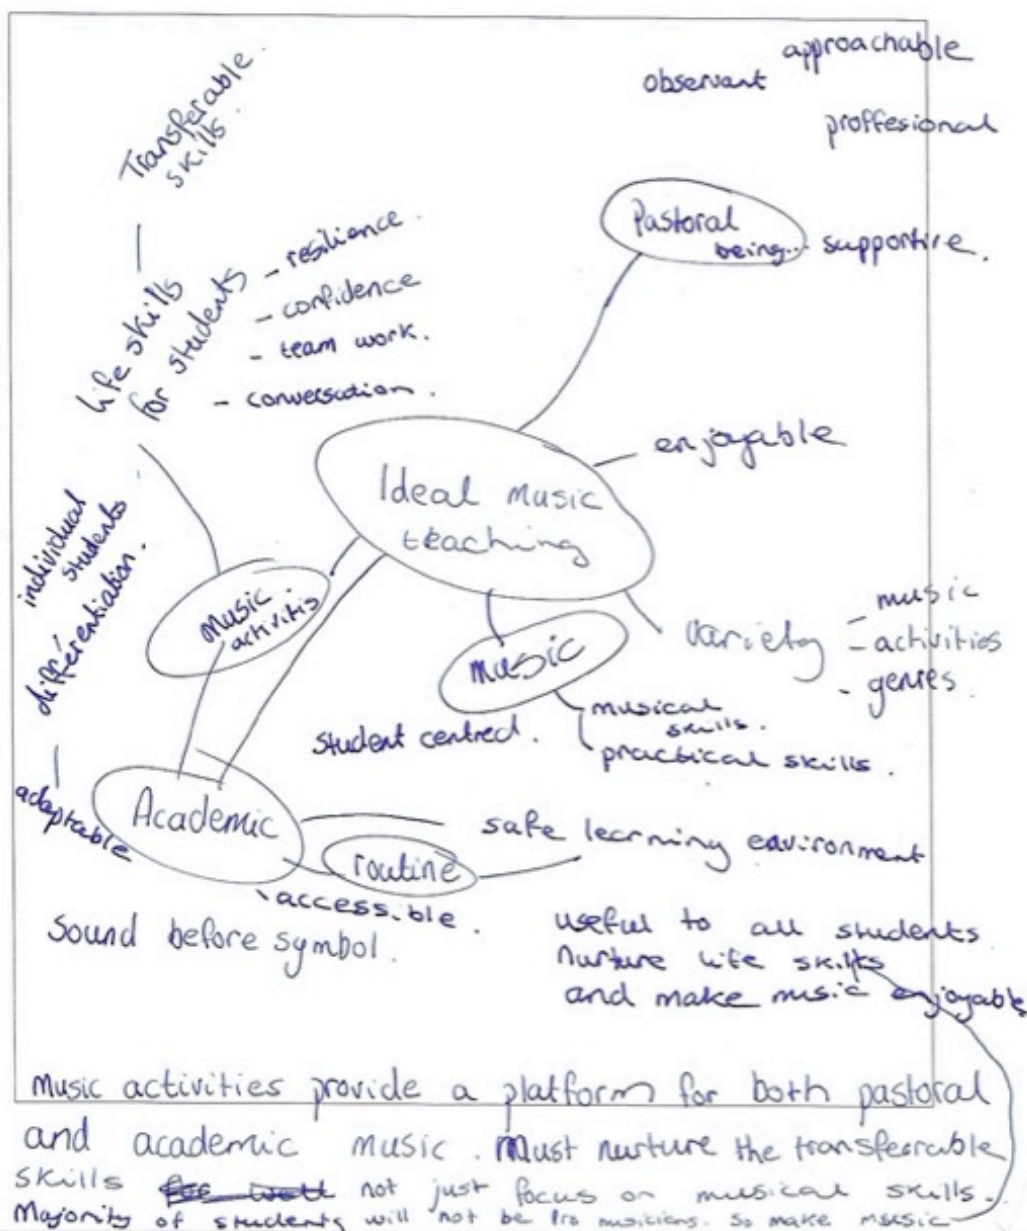 approachable
observant
proffesional
Transferable
skills
Pastoral
being... supportive.
life skills
for students
- resilience.
- confidence
- team work.
- conversation.
enjoyable
Ideal music
teaching
individual
students
differentiation.
adaptable
music
activitis
music
variety
- music
- activities
- genres
student centred.
musical
skills.
practical skills.
Academic
safe learning environment
routine
accessible.
Sound before symbol.
useful to all students
Nurture life skills
and make music enjoyable
Music activities provide a platform for both pastoral
and academic music. Must nurture the transferrable
skills not just focus on musical skills.
Majority of students will not be Pro musicians. So make music